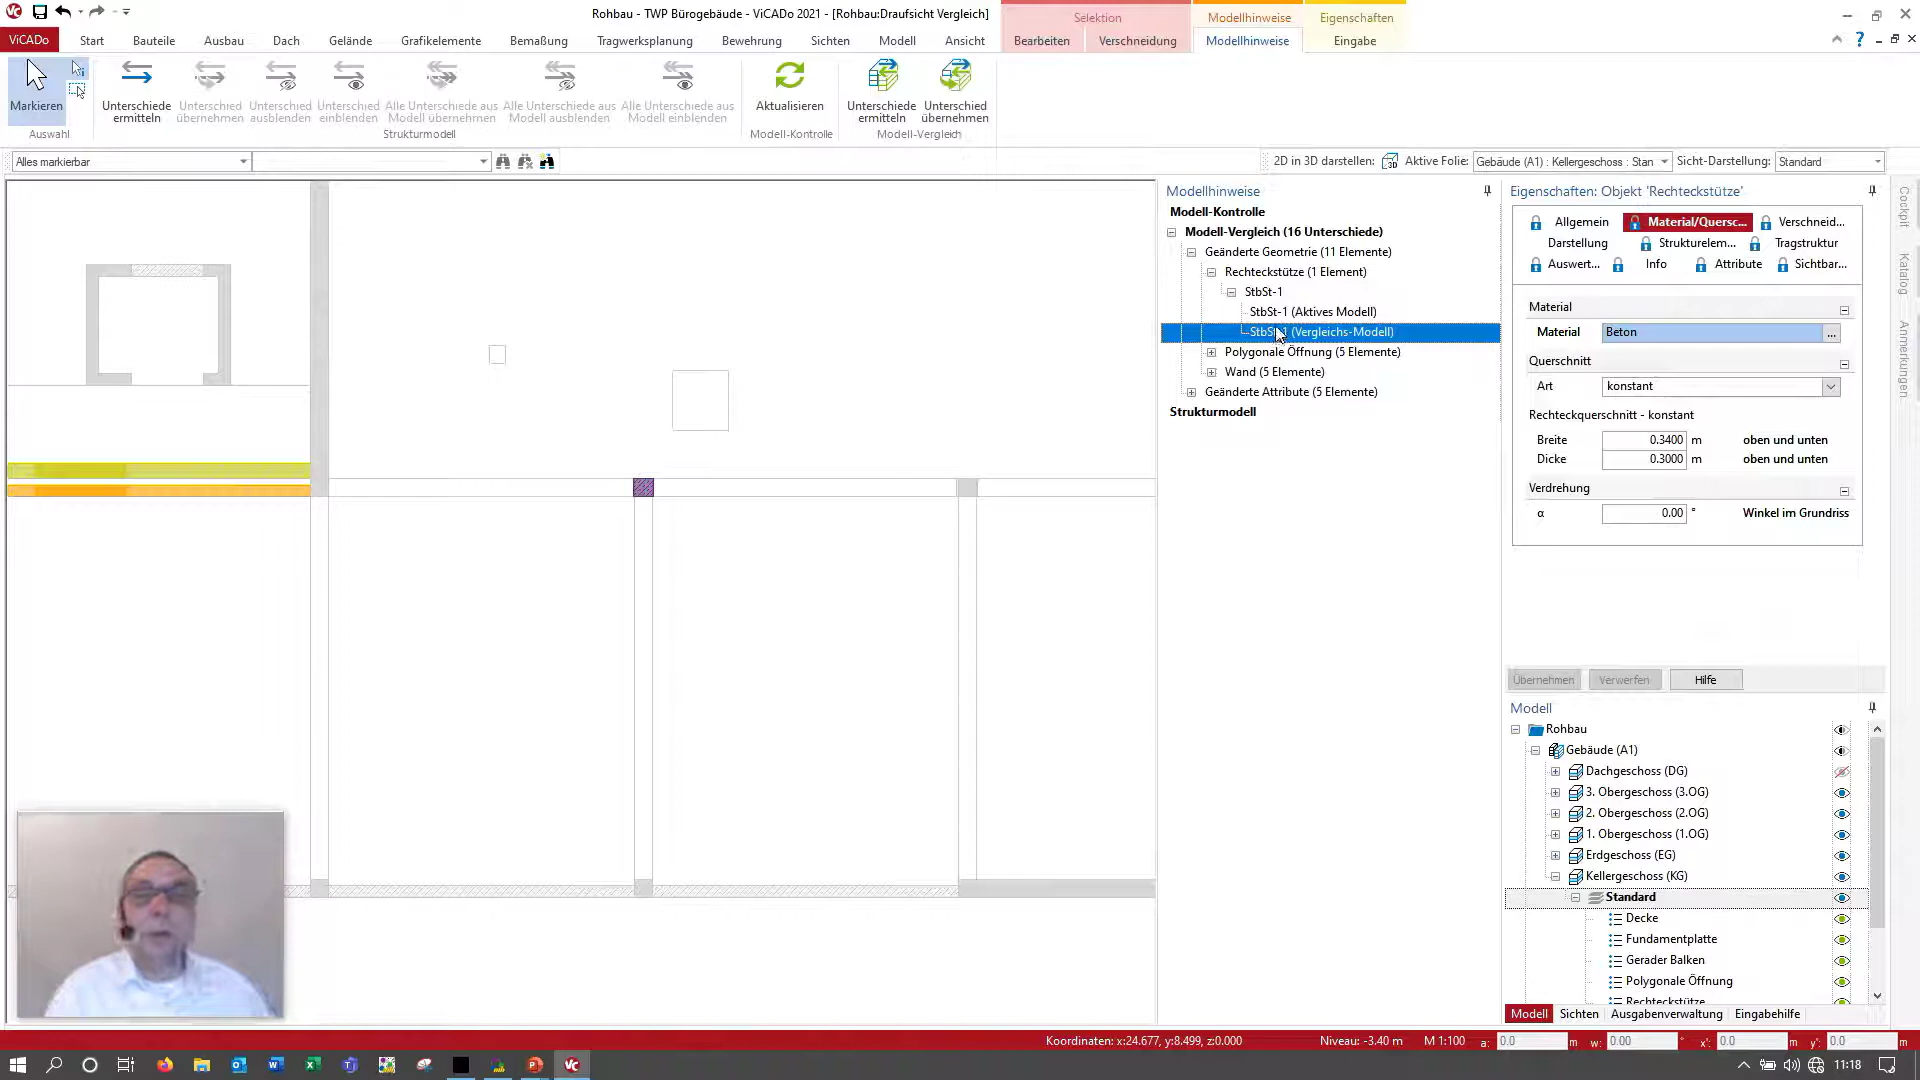 Rohbau - TWP Bürogebäude - ViCADo 2021 - [Rohbau:Draufsicht Vergleich]
Selektion
Modellhinweise
Eigenschaften
ViCADo
Start
Bauteile
Ausbau
Dach
Gelände
Grafikelemente
Bemaßung
Tragwerksplanung
Bewehrung
Sichten
Modell
Ansicht
Bearbeiten
Verschneidung
Modellhinweise
Eingabe
Markieren
Unterschiede ermitteln
Unterschied übernehmen
Unterschied ausblenden
Unterschied einblenden
Alle Unterschiede aus Modell übernehmen
Alle Unterschiede aus Modell ausblenden
Alle Unterschiede aus Modell einblenden
Aktualisieren
Unterschiede ermitteln
Unterschied übernehmen
Auswahl
Strukturmodell
Modell-Kontrolle
Modell-Vergleich
Alles markierbar
2D in 3D darstellen:
Aktive Folie:
Gebäude (A1) : Kellergeschoss : Stan
Sicht-Darstellung:
Standard
Modellhinweise
Modell-Kontrolle
Modell-Vergleich (16 Unterschiede)
Geänderte Geometrie (11 Elemente)
Rechteckstütze (1 Element)
StbSt-1
StbSt-1 (Aktives Modell)
StbSt-1 (Vergleichs-Modell)
Polygonale Öffnung (5 Elemente)
Wand (5 Elemente)
Geänderte Attribute (5 Elemente)
Strukturmodell
Eigenschaften: Objekt 'Rechteckstütze'
Allgemein
Material/Quersc...
Verschneid...
Darstellung
Strukturelem...
Tragstruktur
Auswert...
Info
Attribute
Sichtbar...
Material
Material
Beton
...
Querschnitt
Art
konstant
Rechteckquerschnitt - konstant
Breite
0.3400
m
oben und unten
Dicke
0.3000
m
oben und unten
Verdrehung
α
0.00
°
Winkel im Grundriss
Übernehmen
Verwerfen
Hilfe
Modell
Rohbau
Gebäude (A1)
Dachgeschoss (DG)
3. Obergeschoss (3.OG)
2. Obergeschoss (2.OG)
1. Obergeschoss (1.OG)
Erdgeschoss (EG)
Kellergeschoss (KG)
Standard
Decke
Fundamentplatte
Gerader Balken
Polygonale Öffnung
Rechteckstütze
Modell
Sichten
Ausgabenverwaltung
Eingabehilfe
Cockpit
Katalog
Anmerkungen
Koordinaten: x:24.677, y:8.499, z:0.000
Niveau: -3.40 m
M 1:100
a:
0.0
m
w:
0.00
°
x':
0.0
m
y':
0.0
m
11:18